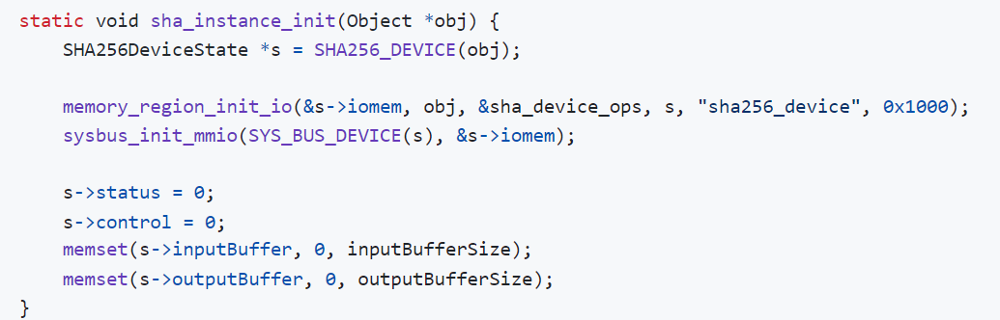 static void sha_instance_init(Object *obj) {
    SHA256DeviceState *s = SHA256_DEVICE(obj);

    memory_region_init_io(&s->iomem, obj, &sha_device_ops, s, "sha256_device", 0x1000);
    sysbus_init_mmio(SYS_BUS_DEVICE(s), &s->iomem);

    s->status = 0;
    s->control = 0;
    memset(s->inputBuffer, 0, inputBufferSize);
    memset(s->outputBuffer, 0, outputBufferSize);
}